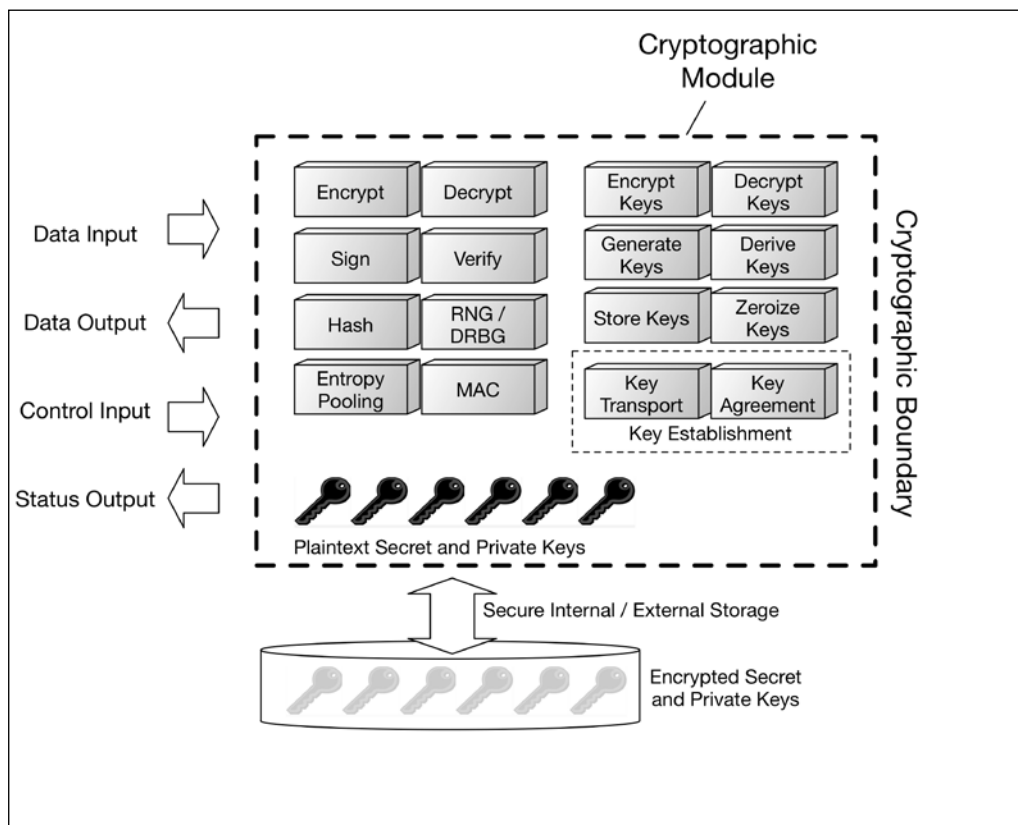 Cryptographic
Module
Data Input
Data Output
Control Input
Status Output
Encrypt
Decrypt
Sign
Verify
Hash
RNG /
DRBG
Entropy
Pooling
MAC
Encrypt
Keys
Decrypt
Keys
Generate
Keys
Derive
Keys
Store Keys
Zeroize
Keys
Key
Transport
Key
Agreement
Key Establishment
Cryptographic Boundary
Plaintext Secret and Private Keys
Secure Internal / External Storage
Encrypted Secret
and Private Keys